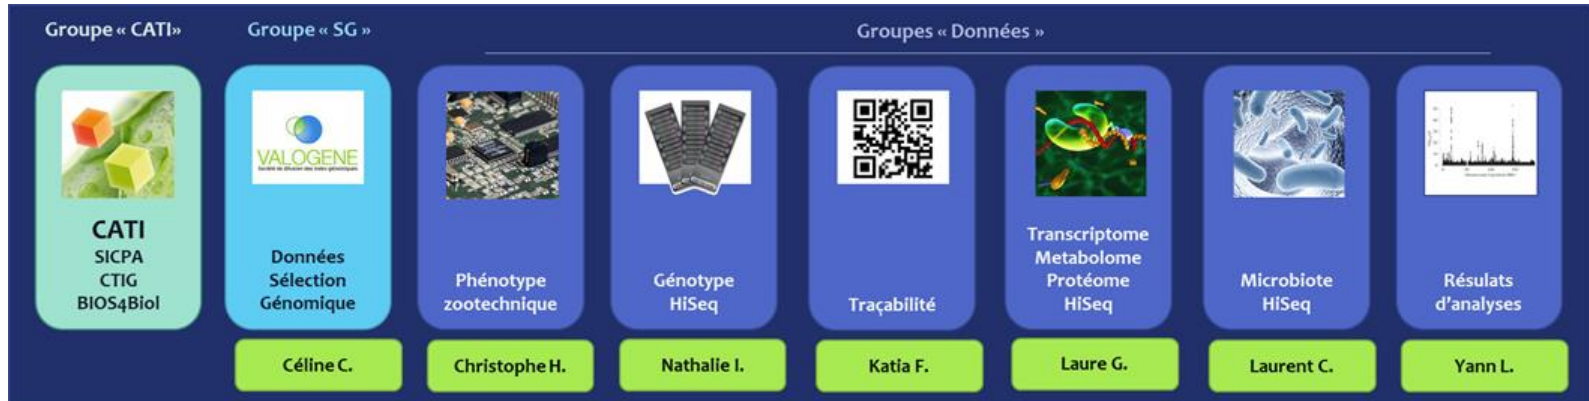 Groupe « CATI»
Groupe « SG »
Groupes « Données »
CATI
SICPA
CTIG
BIOS4Biol
VALOGENE
Données
Sélection
Génomique
Phénotype
zootechnique
Génotype
HiSeq
Traçabilité
Transcriptome
Metabolome
Protéome
HiSeq
Microbiote
HiSeq
Résulats
d'analyses
Céline C.
Christophe H.
Nathalie I.
Katia F.
Laure G.
Laurent C.
Yann L.